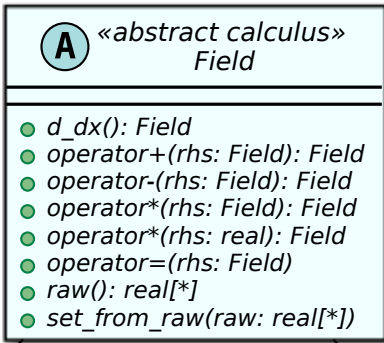 A «abstract calculus»
Field
d_dx(): Field
operator+(rhs: Field): Field
operator-(rhs: Field): Field
operator*(rhs: Field): Field
operator*(rhs: real): Field
operator=(rhs: Field)
raw(): real[*]
set_from_raw(raw: real[*])